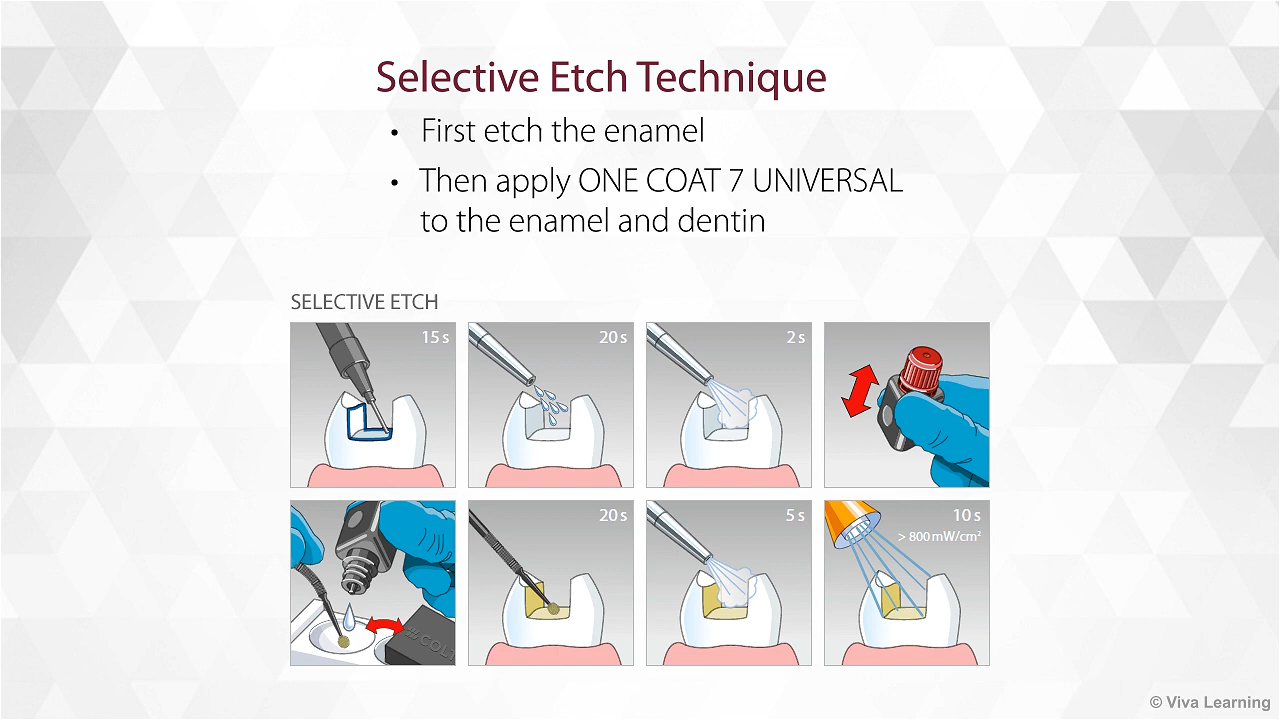 Selective Etch Technique
• First etch the enamel
• Then apply ONE COAT 7 UNIVERSAL
to the enamel and dentin
SELECTIVE ETCH
15 s
20 s
2 s
20 s
5 s
10 s
> 800 mW/cm²
© Viva Learning